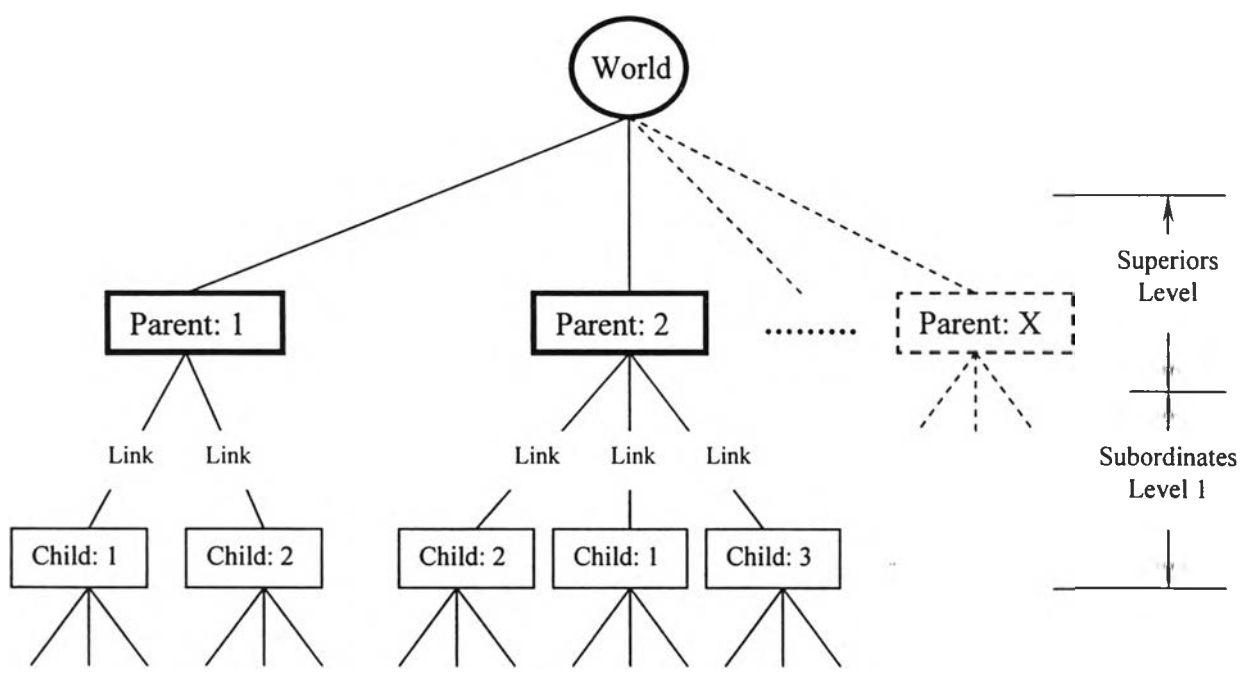 World
Superiors
Level
Parent: 1
Parent: 2
.........
Parent: X
Link
Link
Link
Link
Link
Subordinates
Level 1
Child: 1
Child: 2
Child: 2
Child: 1
Child: 3